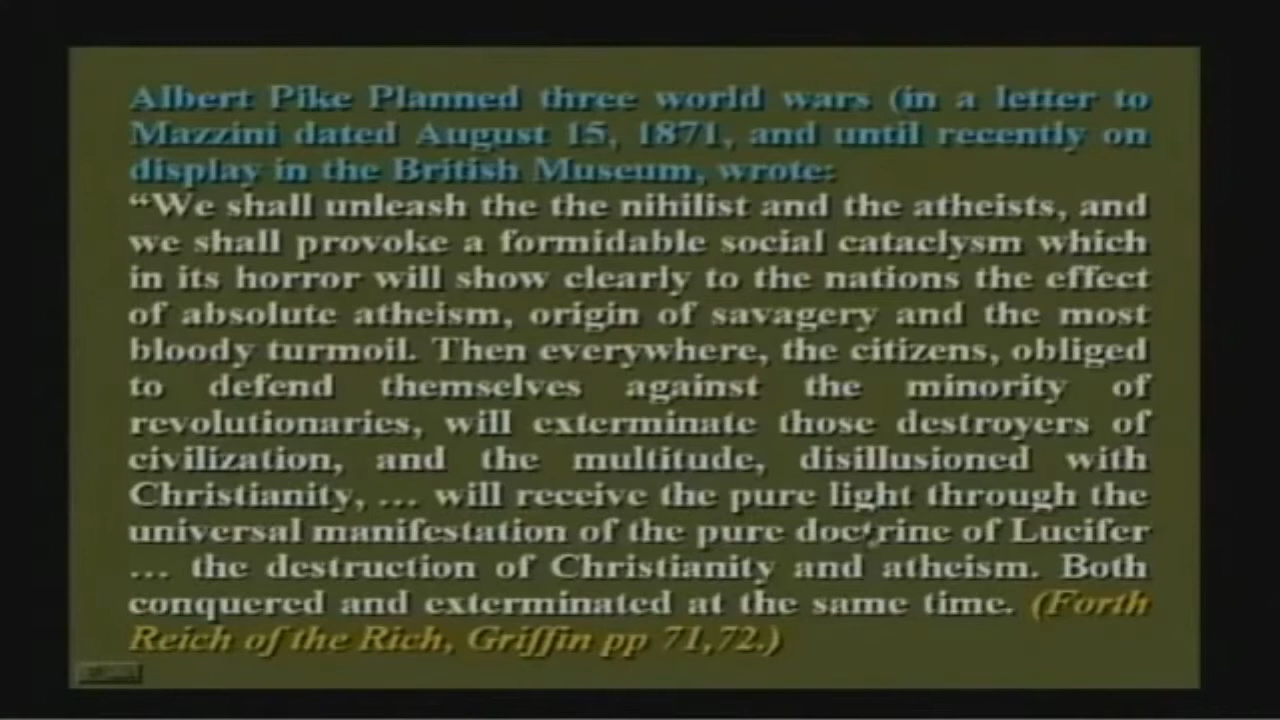 Albert Pike Planned three world wars (in a letter to
Mazzini dated August 15, 1871, and until recently on
display in the British Museum, wrote:
“We shall unleash the the nihilist and the atheists, and
we shall provoke a formidable social cataclysm which
in its horror will show clearly to the nations the effect
of absolute atheism, origin of savagery and the most
bloody turmoil. Then everywhere, the citizens, obliged
to defend themselves against the minority of
revolutionaries, will exterminate those destroyers of
civilization, and the multitude, disillusioned with
Christianity, ... will receive the pure light through the
universal manifestation of the pure doctrine of Lucifer
... the destruction of Christianity and atheism. Both
conquered and exterminated at the same time. (Forth
Reich of the Rich, Griffin pp 71,72.)